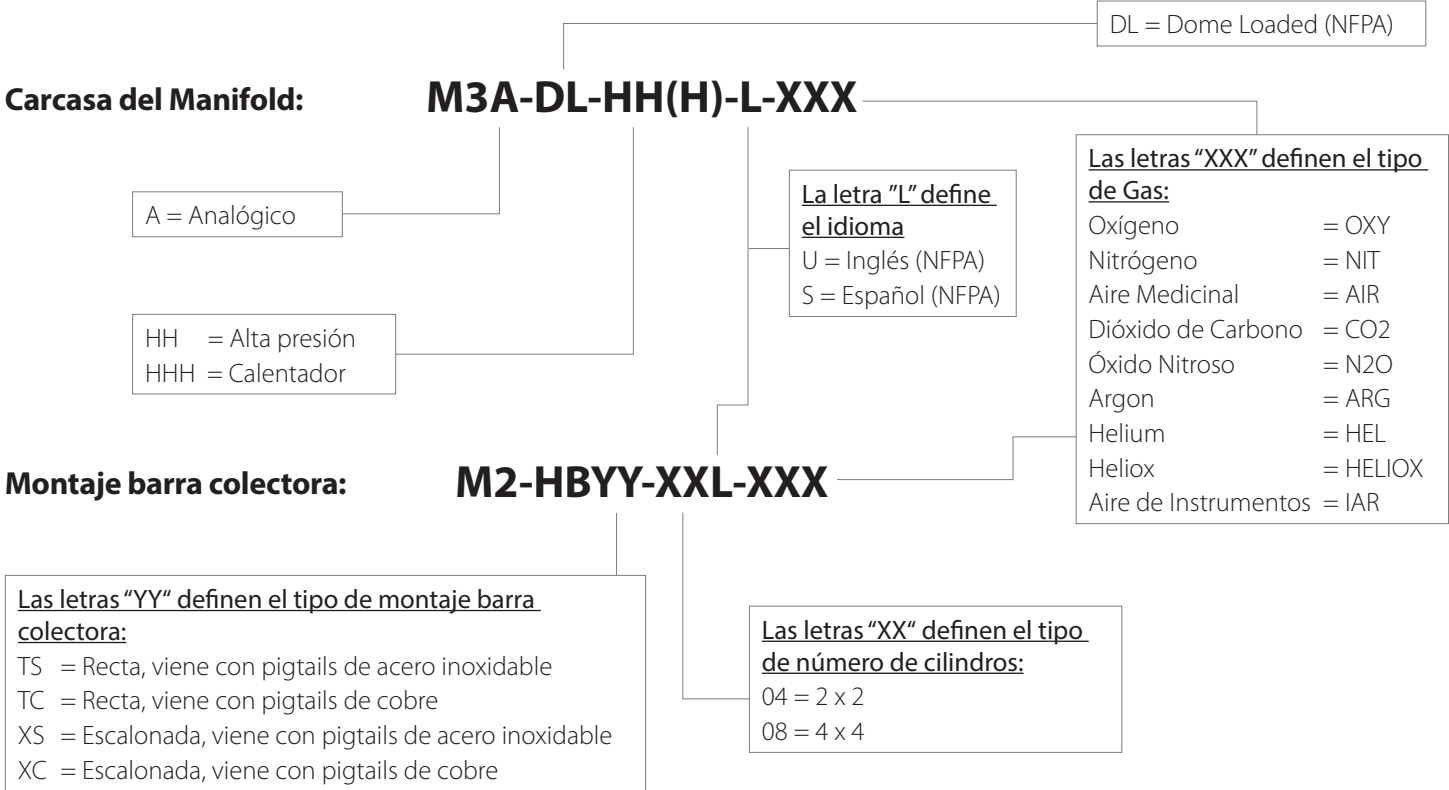 DL = Dome Loaded (NFPA)
Carcasa del Manifold:
M3A-DL-HH(H)-L-XXX
A = Analógico
HH = Alta presión
HHH = Calentador
La letra ”L” define
el idioma
U = Inglés (NFPA)
S = Español (NFPA)
Las letras “XXX” definen el tipo
de Gas:
Oxígeno = OXY
Nitrógeno = NIT
Aire Medicinal = AIR
Dióxido de Carbono = CO2
Óxido Nitroso = N2O
Argon = ARG
Helium = HEL
Heliox = HELIOX
Aire de Instrumentos = IAR
Montaje barra colectora:
M2-HBYY-XXL-XXX
Las letras “YY“ definen el tipo de montaje barra
colectora:
TS = Recta, viene con pigtails de acero inoxidable
TC = Recta, viene con pigtails de cobre
XS = Escalonada, viene con pigtails de acero inoxidable
XC = Escalonada, viene con pigtails de cobre
Las letras “XX“ definen el tipo
de número de cilindros:
04 = 2 x 2
08 = 4 x 4